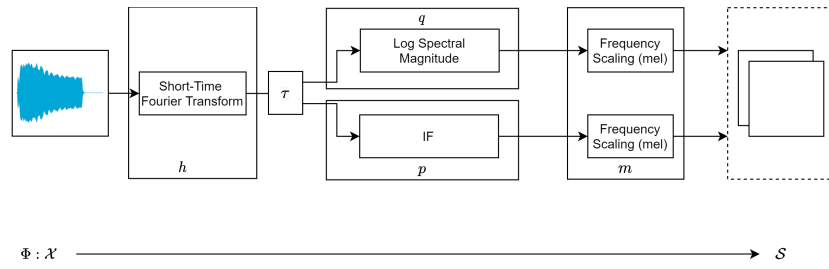 q
Log Spectral
Magnitude
Frequency
Scaling (mel)
Short-Time
Fourier Transform
τ
h
IF
p
Frequency
Scaling (mel)
m
Φ : 𝒳
𝒮